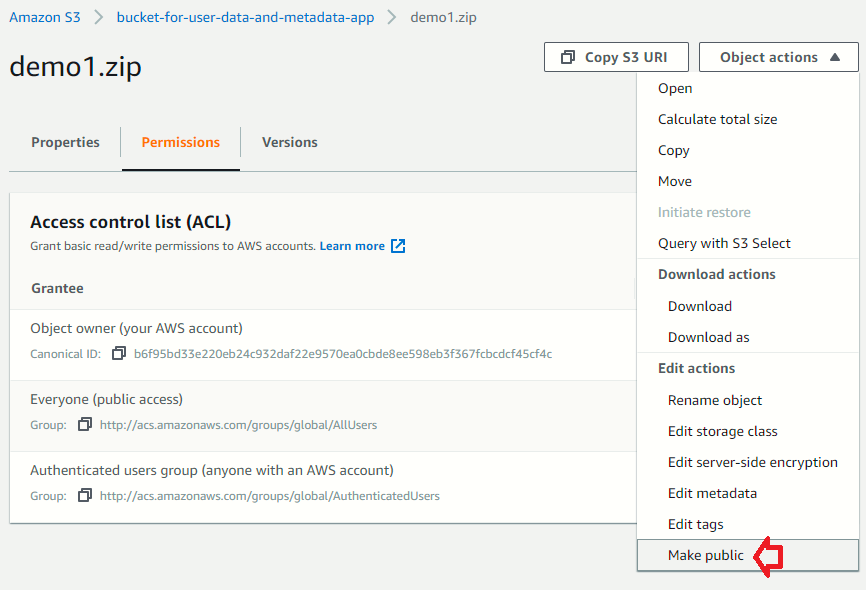 Amazon S3 > bucket-for-user-data-and-metadata-app > demo1.zip
demo1.zip
Copy S3 URI
Object actions
Properties
Permissions
Versions
Access control list (ACL)
Grant basic read/write permissions to AWS accounts. Learn more
Grantee
Object owner (your AWS account)
Canonical ID: b6f95bd33e220eb24c932daf22e9570ea0cbde8ee598eb3f367fcbcdcf45cf4c
Everyone (public access)
Group: http://acs.amazonaws.com/groups/global/AllUsers
Authenticated users group (anyone with an AWS account)
Group: http://acs.amazonaws.com/groups/global/AuthenticatedUsers
Open
Calculate total size
Copy
Move
Initiate restore
Query with S3 Select
Download actions
Download
Download as
Edit actions
Rename object
Edit storage class
Edit server-side encryption
Edit metadata
Edit tags
Make public